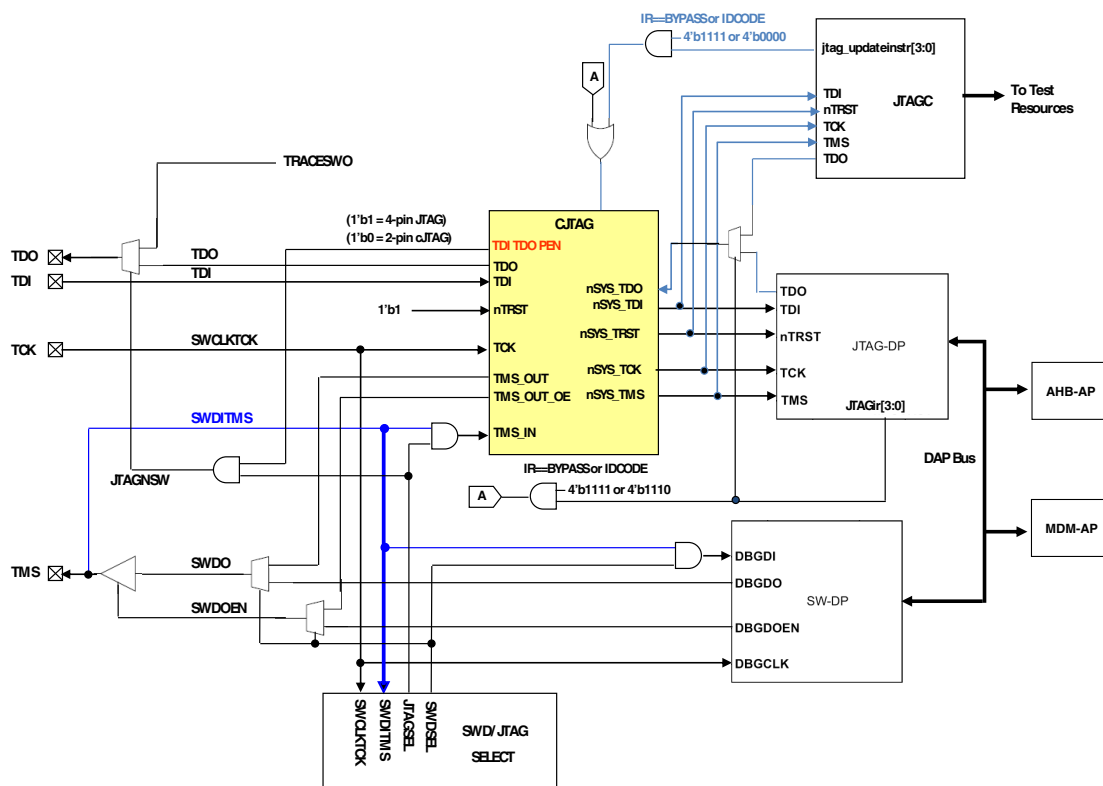 IR==BYPASS or IDCODE
4'b1111 or 4'b0000
jtag_updateinstr[3:0]
A
JTAGC
To Test
Resources
TDI
nTRST
TCK
TMS
TDO
TRACESWO
(1'b1 = 4-pin JTAG)
(1'b0 = 2-pin cJTAG)
CJTAG
TDI TDO PEN
TDO
TDO
TDO
TDI
TDI
TDI
nSYS_TDO
nSYS_TDI
TDO
TDI
1'b1
nTRST
nSYS_TRST
nTRST
JTAG-DP
TCK
SWCLKTCK
TCK
nSYS_TCK
TCK
TMS_OUT
TMS_OUT_OE
nSYS_TMS
TMS
JTAGir[3:0]
AHB-AP
SWDITMS
TMS_IN
JTAGNSW
IR==BYPASS or IDCODE
A
4'b1111 or 4'b1110
DAP Bus
MDM-AP
TMS
SWDO
SWDOEN
DBGDI
DBGDO
SW-DP
DBGDOEN
DBGCLK
SWCLKTCK
SWDITMS
JTAGSEL
SWDSEL
SWD/JTAG
SELECT